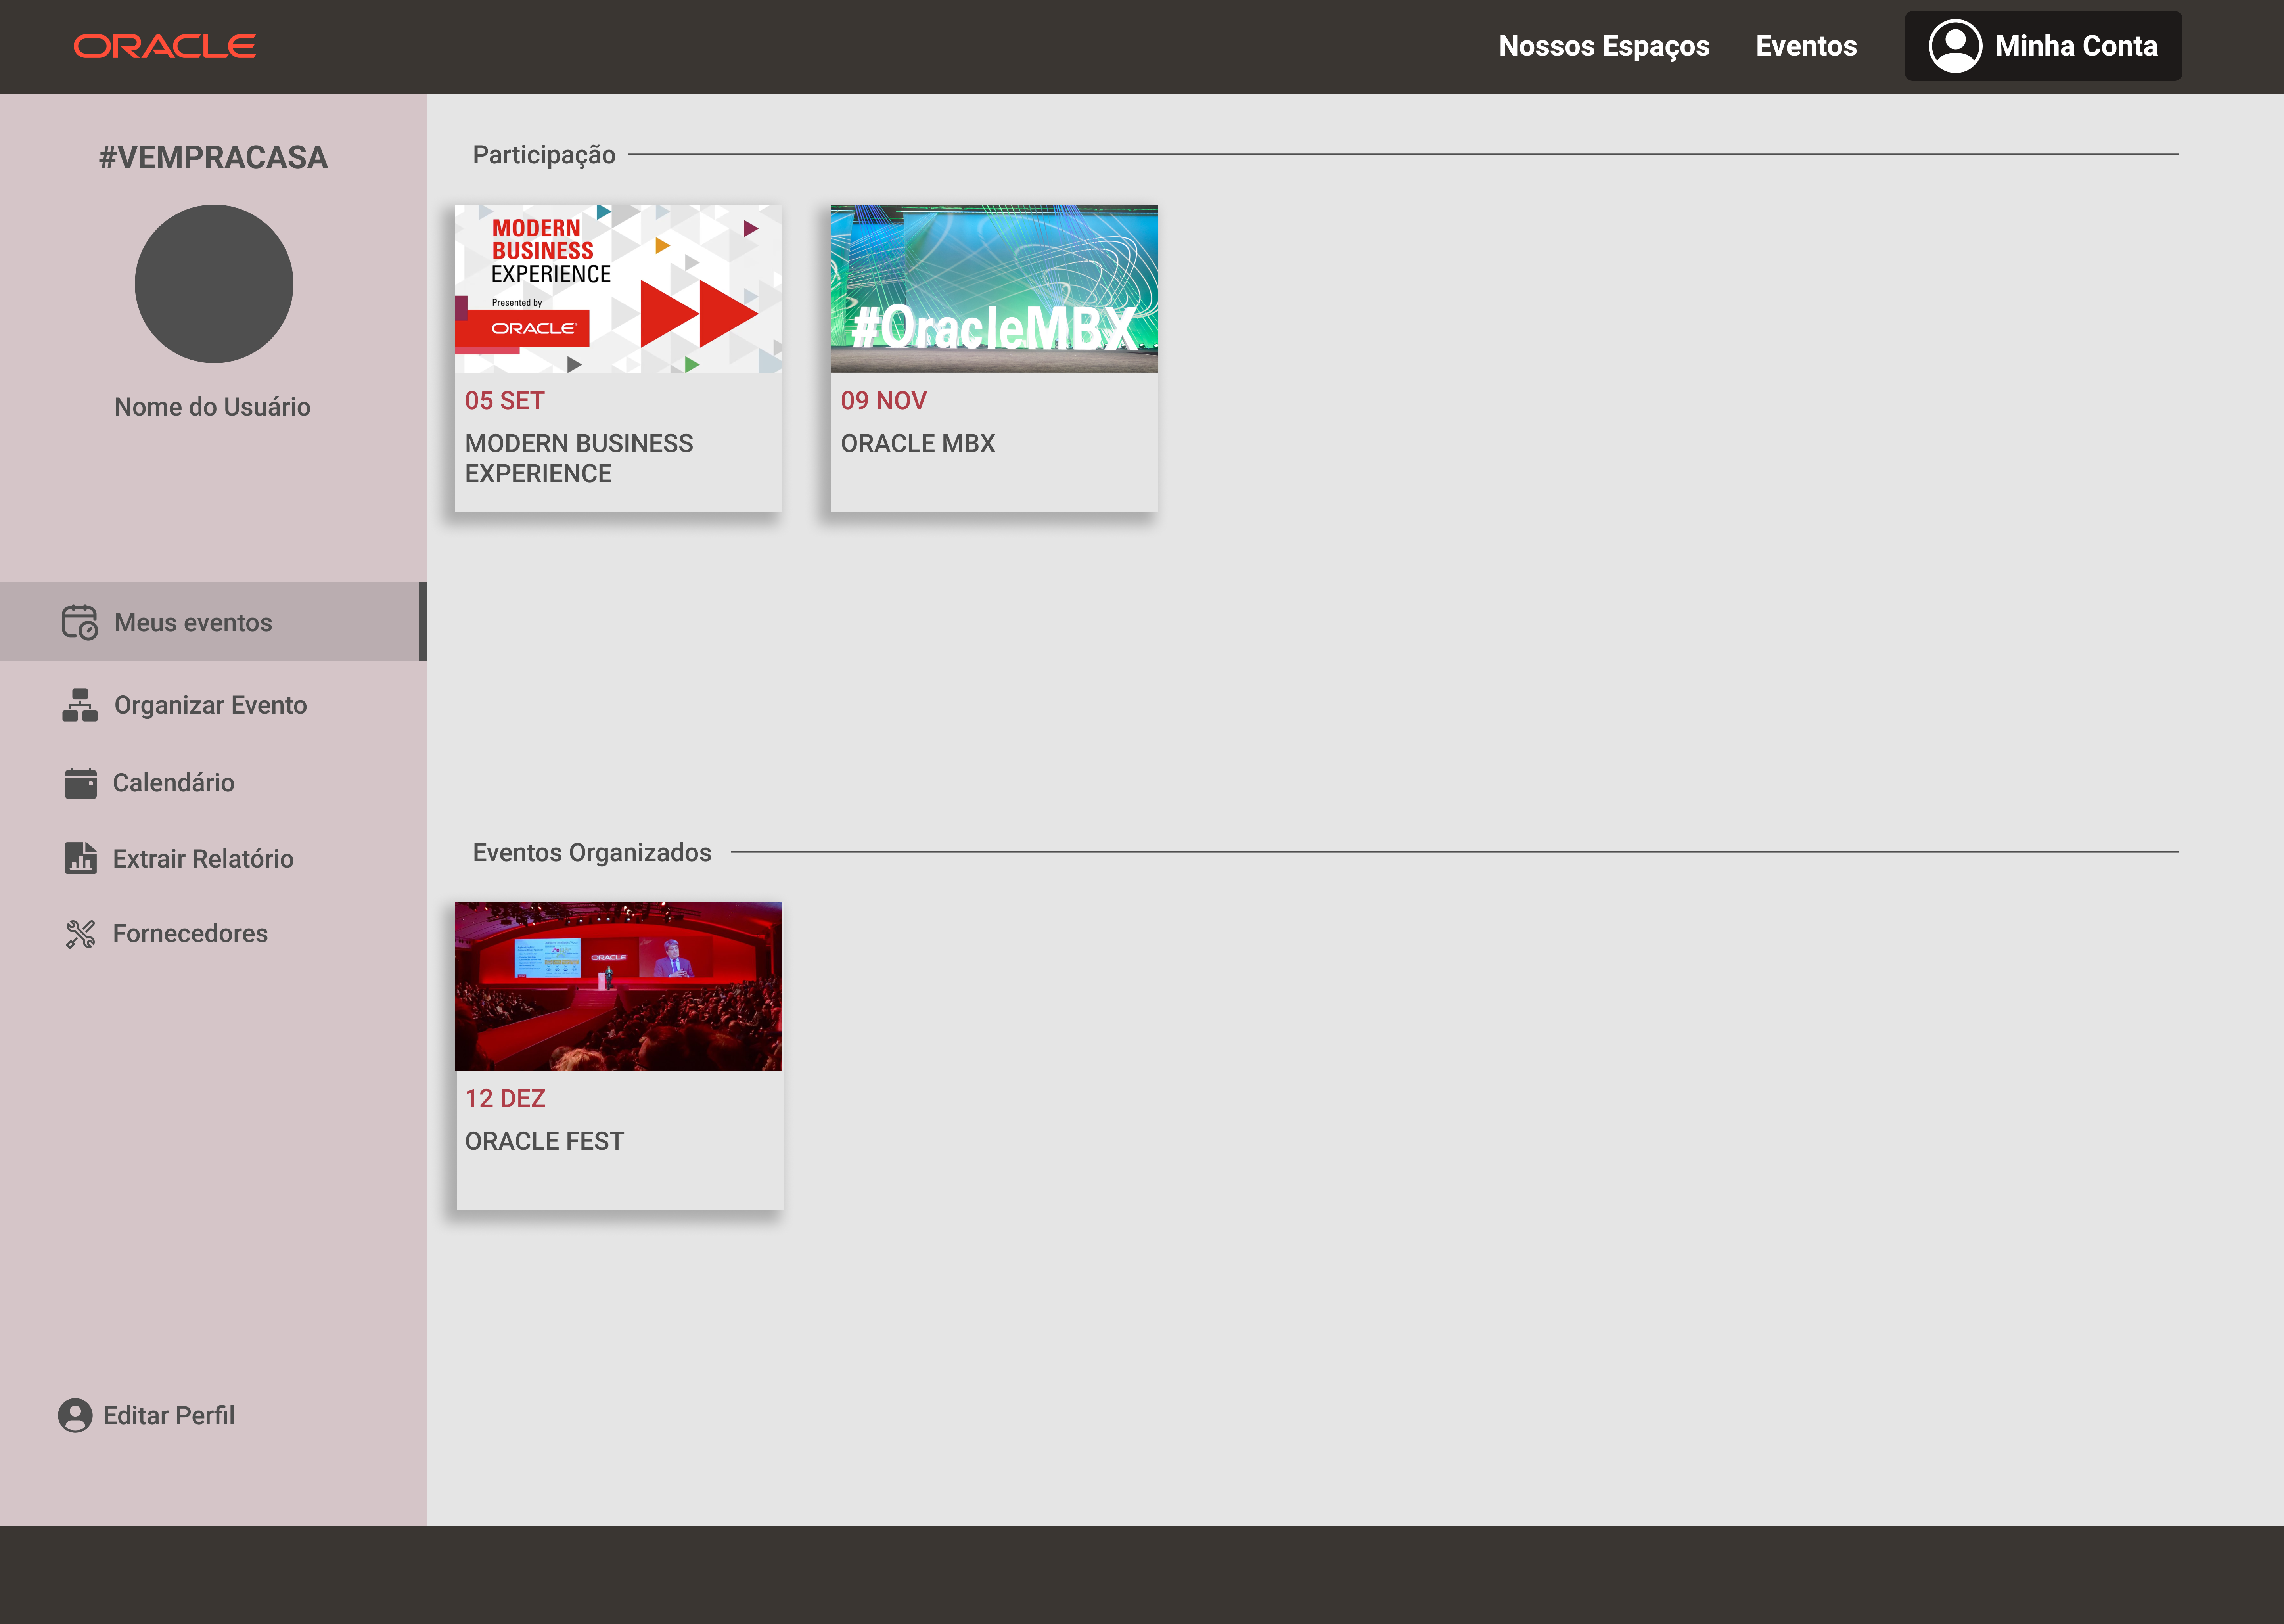 ORACLE
Nossos Espaços
Eventos
Minha Conta
#VEMPRACASA
Nome do Usuário
Meus eventos
Organizar Evento
Calendário
Extrair Relatório
Fornecedores
Editar Perfil
Participação
MODERN
BUSINESS
EXPERIENCE
Presented by
ORACLE
05 SET
MODERN BUSINESS
EXPERIENCE
#OracleMBX
09 NOV
ORACLE MBX
Eventos Organizados
ORACLE
12 DEZ
ORACLE FEST